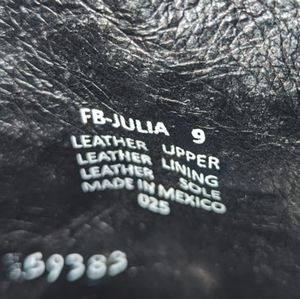 FB-JULIA 9
LEATHER UPPER
LEATHER LINING
LEATHER SOLE
MADE IN MEXICO
025